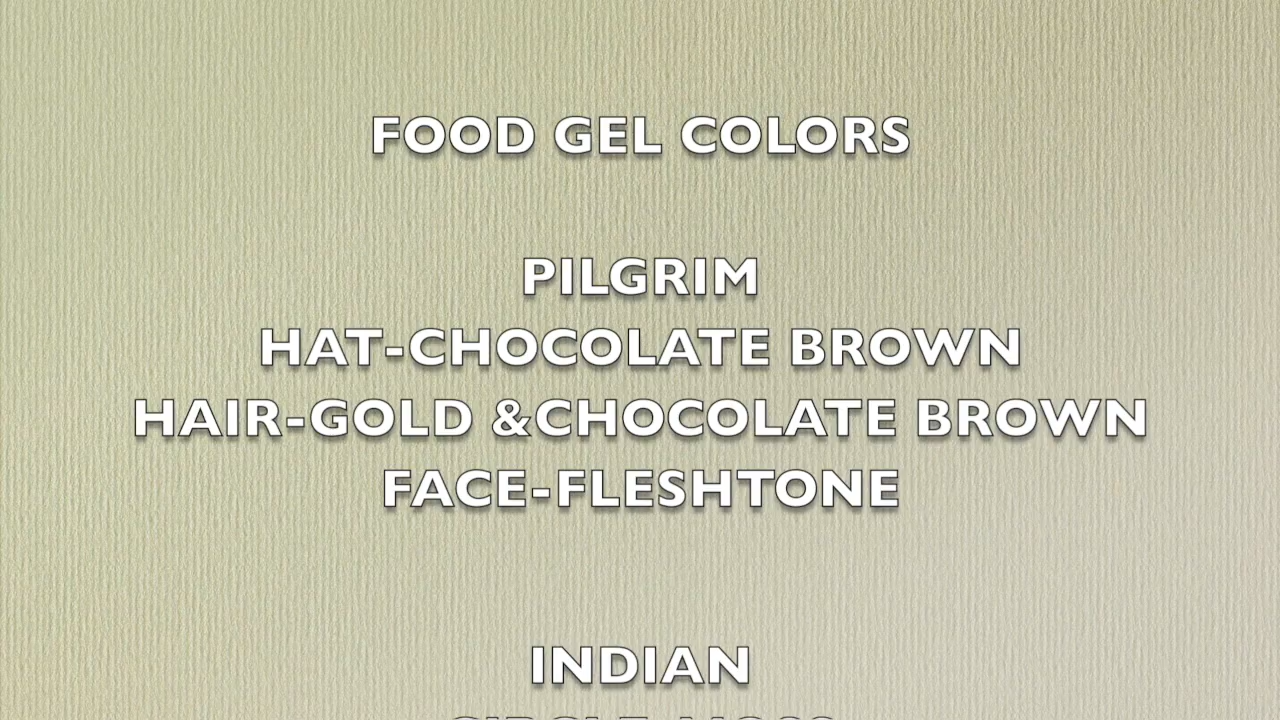 FOOD GEL COLORS
PILGRIM
HAT-CHOCOLATE BROWN
HAIR-GOLD &CHOCOLATE BROWN
FACE-FLESHTONE
INDIAN